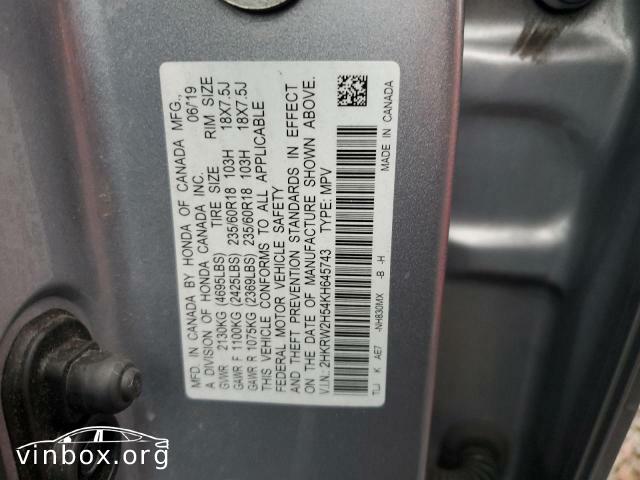 MFD. IN CANADA BY HONDA OF CANADA MFG.,
A DIVISION OF HONDA CANADA INC. 06/19
TIRE SIZE RIM SIZE
GVWR 2130KG (4695LBS)
GAWR F 1100KG (2425LBS) 235/60R18 103H 18X7.5J
GAWR R 1075KG (2369LBS) 235/60R18 103H 18X7.5J
THIS VEHICLE CONFORMS TO ALL APPLICABLE
FEDERAL MOTOR VEHICLE SAFETY
AND THEFT PREVENTION STANDARDS IN EFFECT
ON THE DATE OF MANUFACTURE SHOWN ABOVE.
V.I.N: 2HKRW2H54KH645743 TYPE: MPV
TLJ K AE7 -NH830MX -B -H MADE IN CANADA
vinbox.org